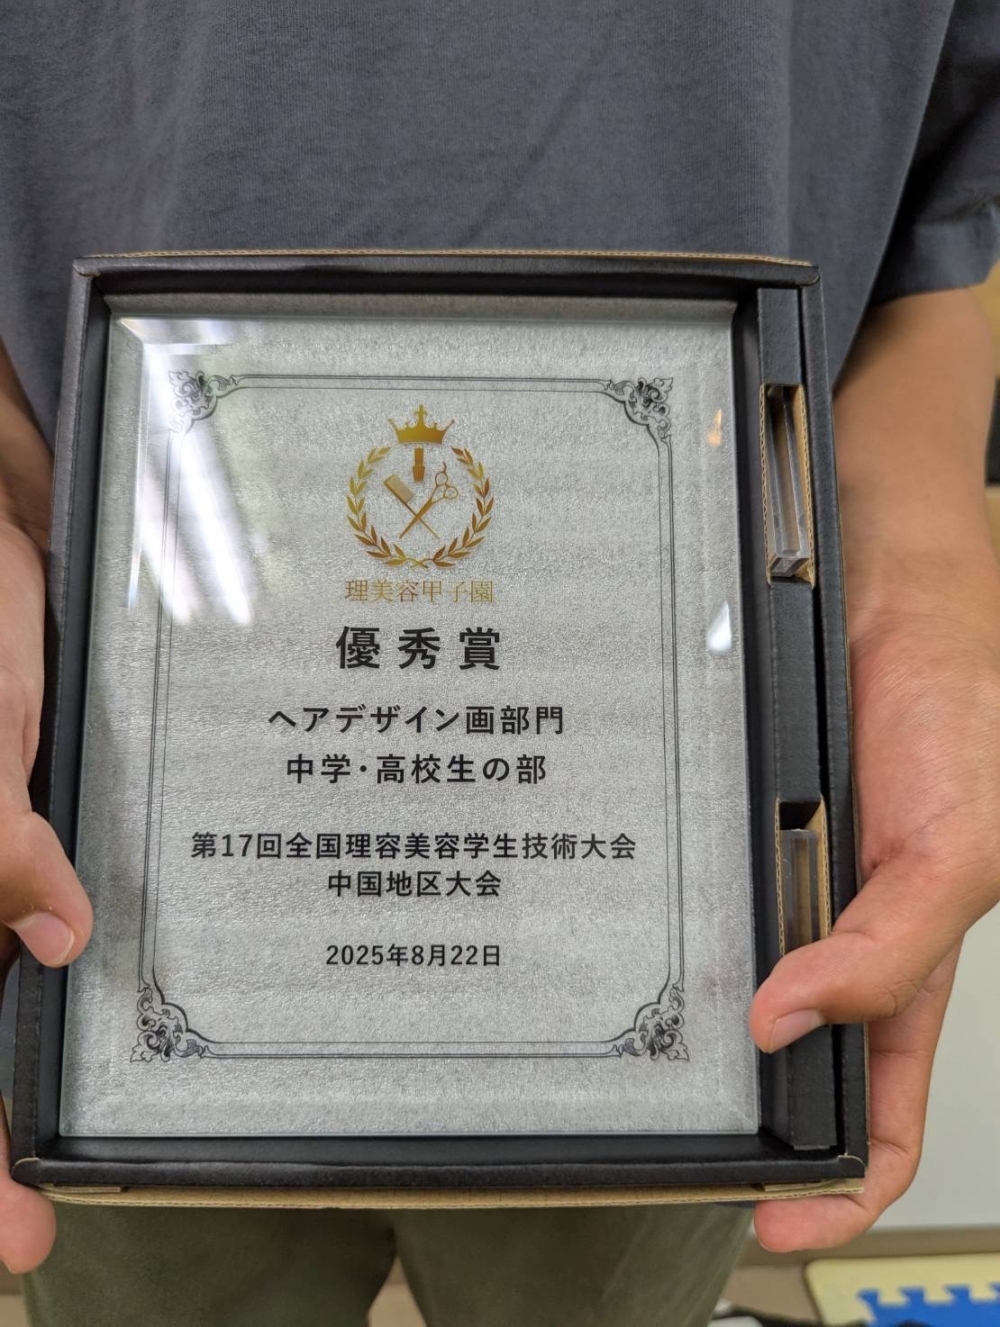 理美容甲子園
優秀賞
ヘアデザイン画部門
中学・高校生の部
第17回全国理容美容学生技術大会
中国地区大会
2025年8月22日